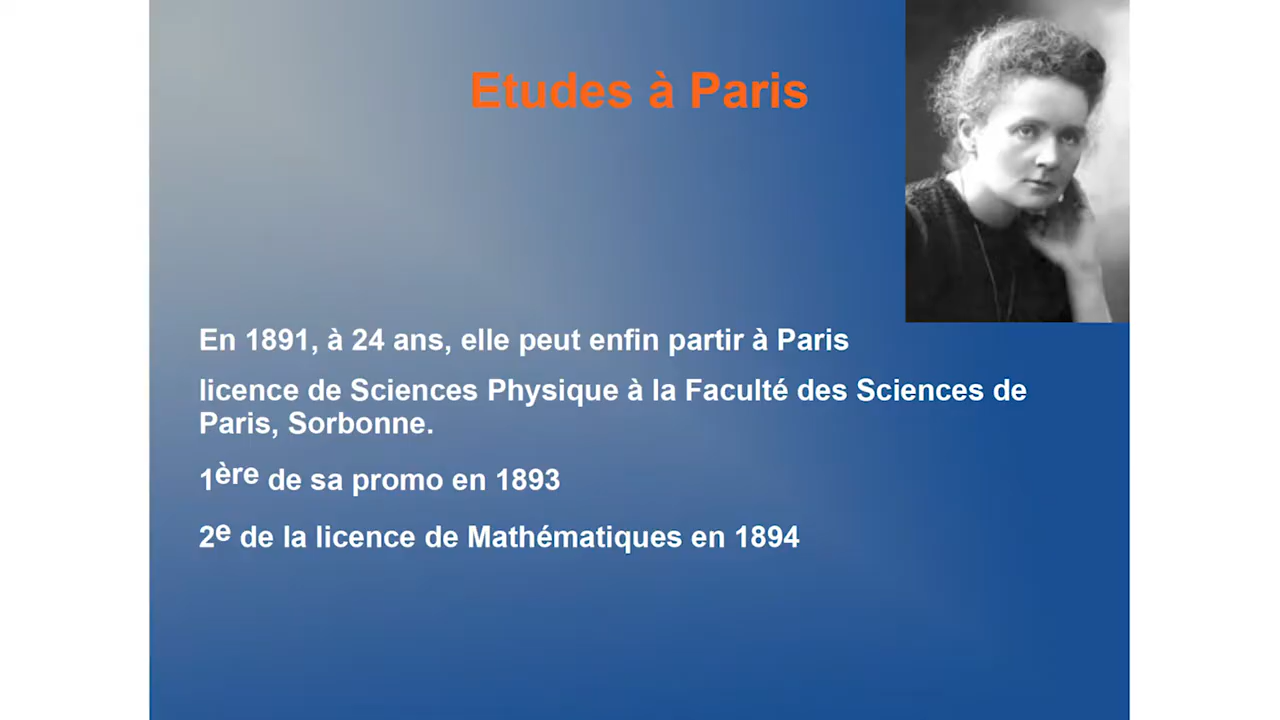 Etudes à Paris
En 1891, à 24 ans, elle peut enfin partir à Paris
licence de Sciences Physique à la Faculté des Sciences de
Paris, Sorbonne.
1ère de sa promo en 1893
2e de la licence de Mathématiques en 1894